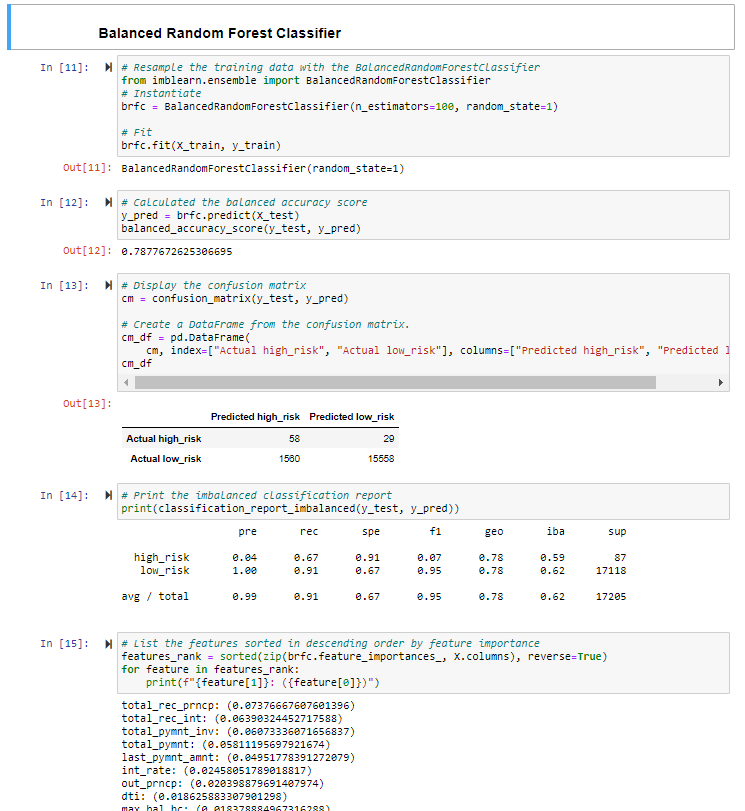 Balanced Random Forest Classifier
In [11]:
# Resample the training data with the BalancedRandomForestClassifier
from imblearn.ensemble import BalancedRandomForestClassifier
# Instantiate
brfc = BalancedRandomForestClassifier(n_estimators=100, random_state=1)
# Fit
brfc.fit(X_train, y_train)
Out[11]: BalancedRandomForestClassifier(random_state=1)
In [12]:
# Calculated the balanced accuracy score
y_pred = brfc.predict(X_test)
balanced_accuracy_score(y_test, y_pred)
Out[12]: 0.7877672625306695
In [13]:
# Display the confusion matrix
cm = confusion_matrix(y_test, y_pred)
# Create a DataFrame from the confusion matrix.
cm_df = pd.DataFrame(
cm, index=["Actual high_risk", "Actual low_risk"], columns=["Predicted high_risk", "Predicted l
cm_df
Out[13]:
Predicted high_risk Predicted low_risk
Actual high_risk 58 29
Actual low_risk 1560 15558
In [14]:
# Print the imbalanced classification report
print(classification_report_imbalanced(y_test, y_pred))
pre rec spe f1 geo iba sup
high_risk 0.04 0.67 0.91 0.07 0.78 0.59 87
low_risk 1.00 0.91 0.67 0.95 0.78 0.62 17118
avg / total 0.99 0.91 0.67 0.95 0.78 0.62 17205
In [15]:
# List the features sorted in descending order by feature importance
features_rank = sorted(zip(brfc.feature_importances_, X.columns), reverse=True)
for feature in features_rank:
print(f"{feature[1]}: ({feature[0]})")
total_rec_prncp: (0.07376667607601396)
total_rec_int: (0.06390324452717588)
total_pymnt_inv: (0.06073336071656837)
total_pymnt: (0.05811195697921674)
last_pymnt_amnt: (0.04951778391272079)
int_rate: (0.02458051789018817)
out_prncp: (0.020398879691407974)
dti: (0.018625883307901298)
max_bal_bc: (0.018378884967316288)